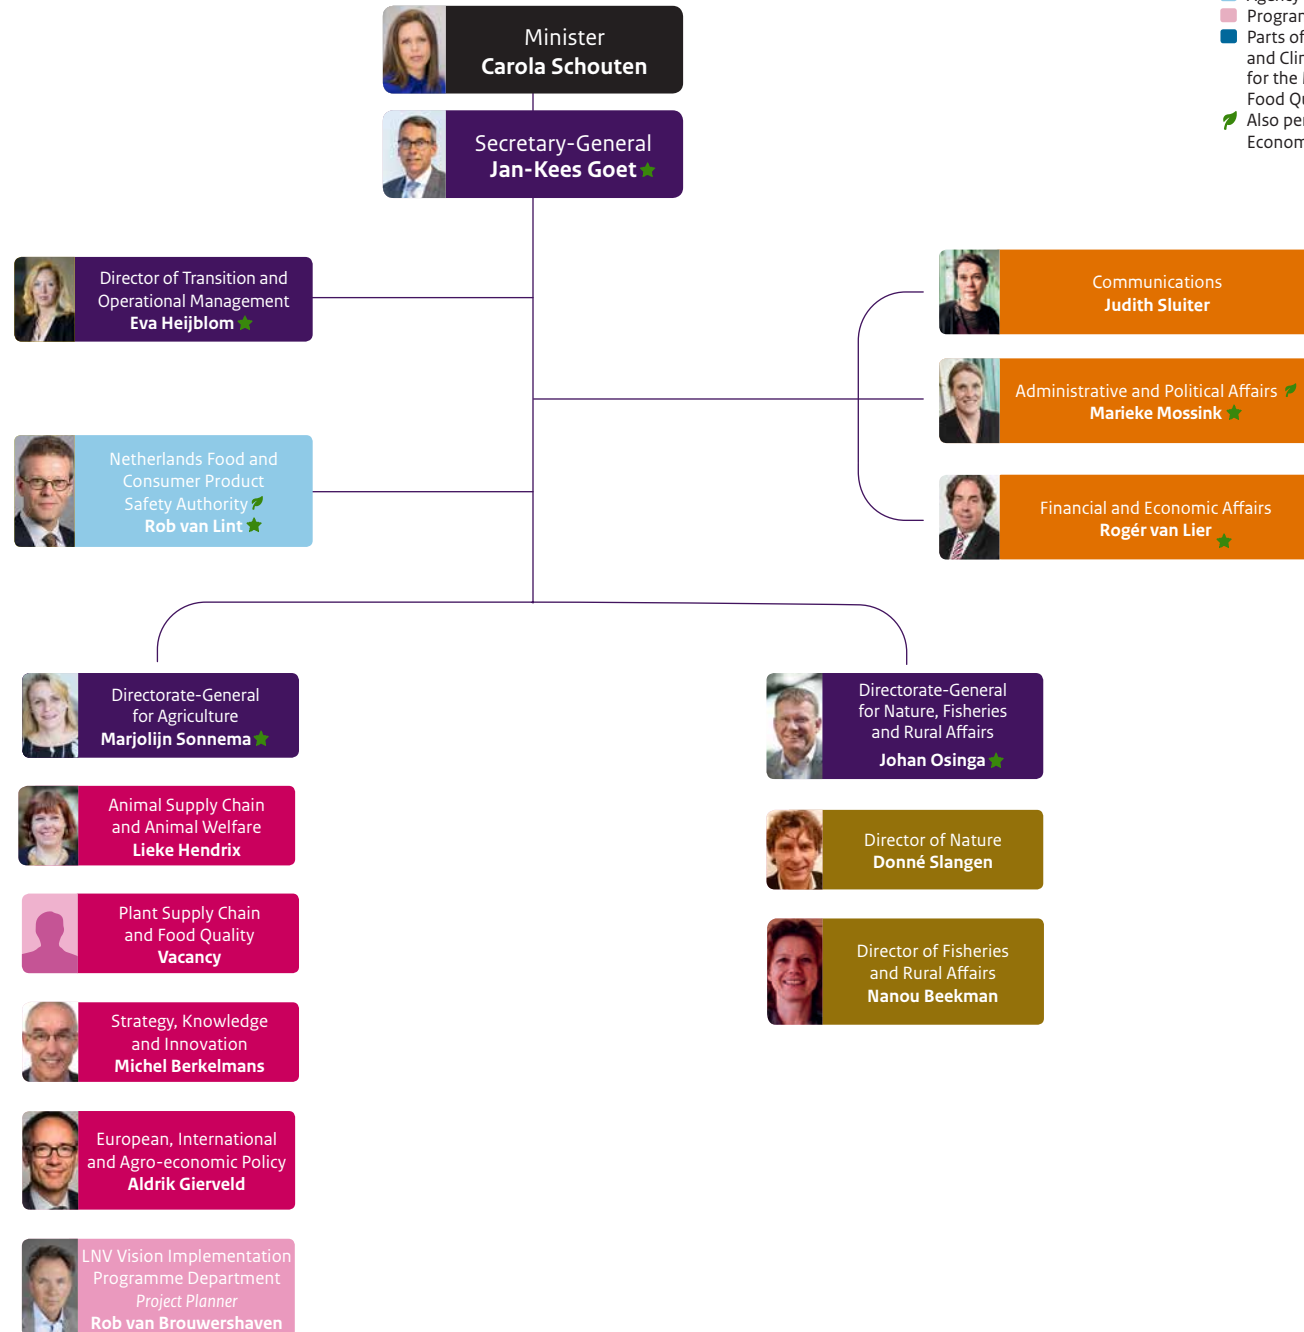 Minister
Carola Schouten
Secretary-General
Jan-Kees Goet
Agency
Program
Parts of
and Clim
for the
Food Qu
Also per
Econom
Director of Transition and
Operational Management
Eva Heijblom
Netherlands Food and
Consumer Product
Safety Authority
Rob van Lint
Communications
Judith Sluiter
Administrative and Political Affairs
Marieke Mossink
Financial and Economic Affairs
Rogér van Lier
Directorate-General
for Agriculture
Marjolijn Sonnema
Animal Supply Chain
and Animal Welfare
Lieke Hendrix
Plant Supply Chain
and Food Quality
Vacancy
Strategy, Knowledge
and Innovation
Michel Berkelmans
European, International
and Agro-economic Policy
Aldrik Gierveld
LNV Vision Implementation
Programme Department
Project Planner
Rob van Brouwershaven
Directorate-General
for Nature, Fisheries
and Rural Affairs
Johan Osinga
Director of Nature
Donné Slangen
Director of Fisheries
and Rural Affairs
Nanou Beekman